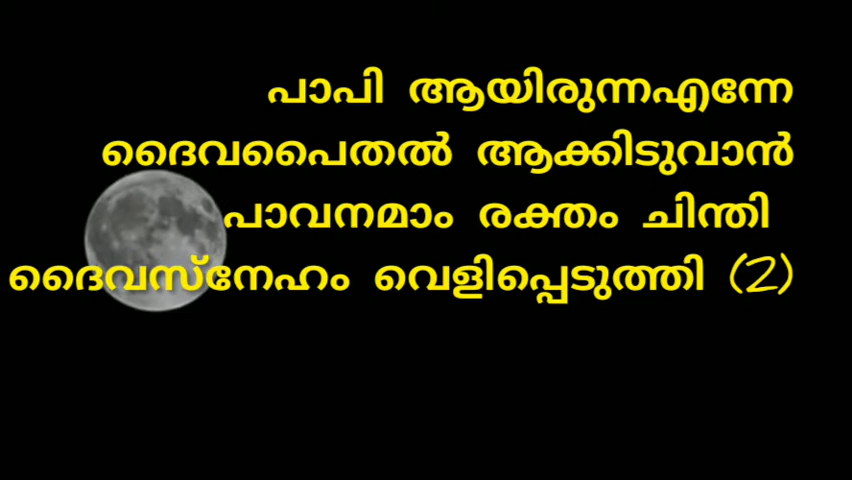 പാപി ആയിരുന്നഎന്നേ
ദൈവപൈതൽ ആക്കിടുവാൻ
പാവനമാം രക്തം ചിന്തി
ദൈവസ്നേഹം വെളിപ്പെടുത്തി (2)